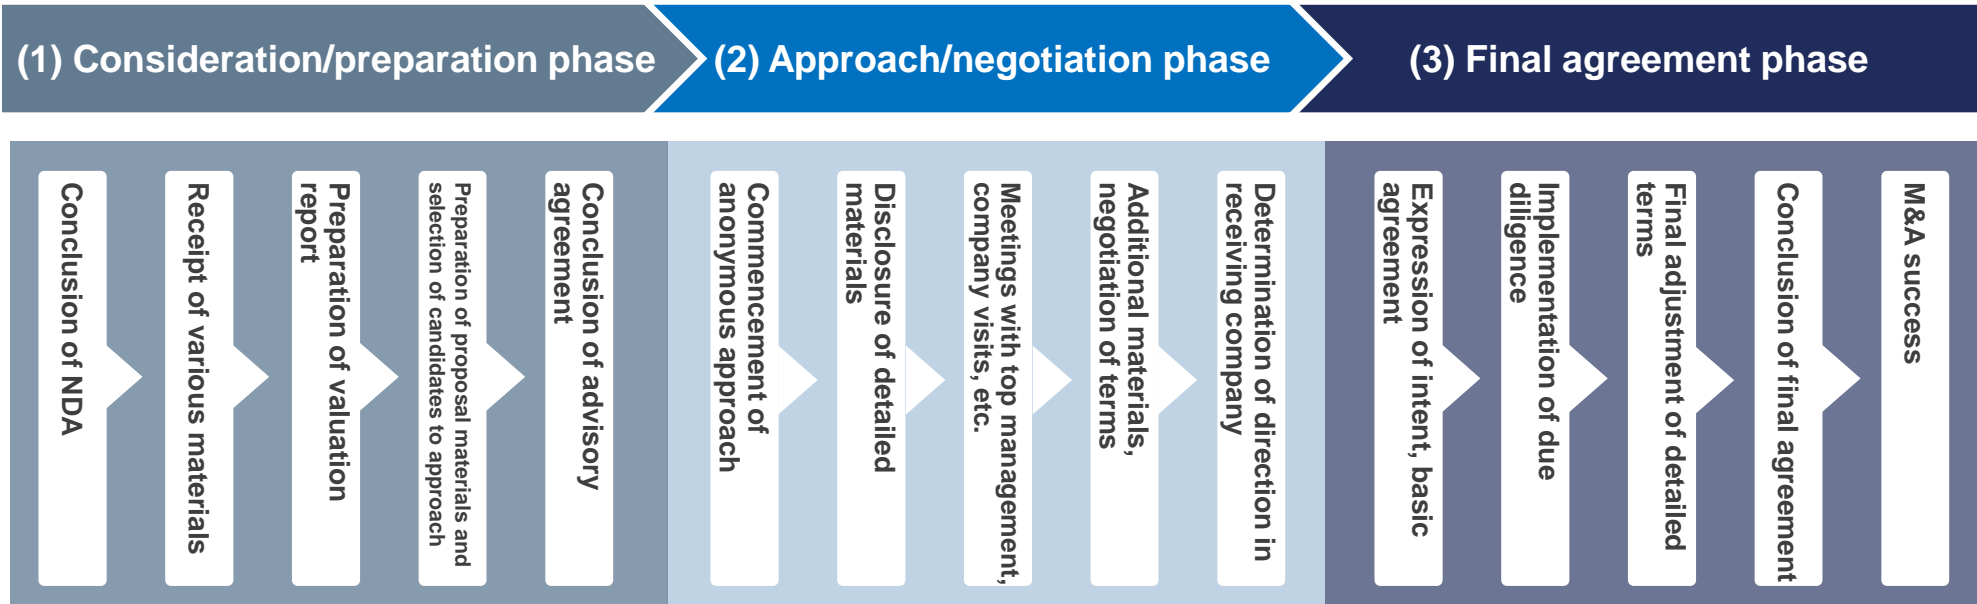 (1) Consideration/preparation phase
(2) Approach/negotiation phase
(3) Final agreement phase
Conclusion of NDA
Receipt of various materials
Preparation of valuation
report
Preparation of proposal materials and
selection of candidates to approach
Conclusion of advisory
agreement
Commencement of
anonymous approach
Disclosure of detailed
materials
Meetings with top management,
company visits, etc.
Additional materials,
negotiation of terms
Determination of direction in
receiving company
Expression of intent, basic
agreement
Implementation of due
diligence
Final adjustment of detailed
terms
Conclusion of final agreement
M&A success